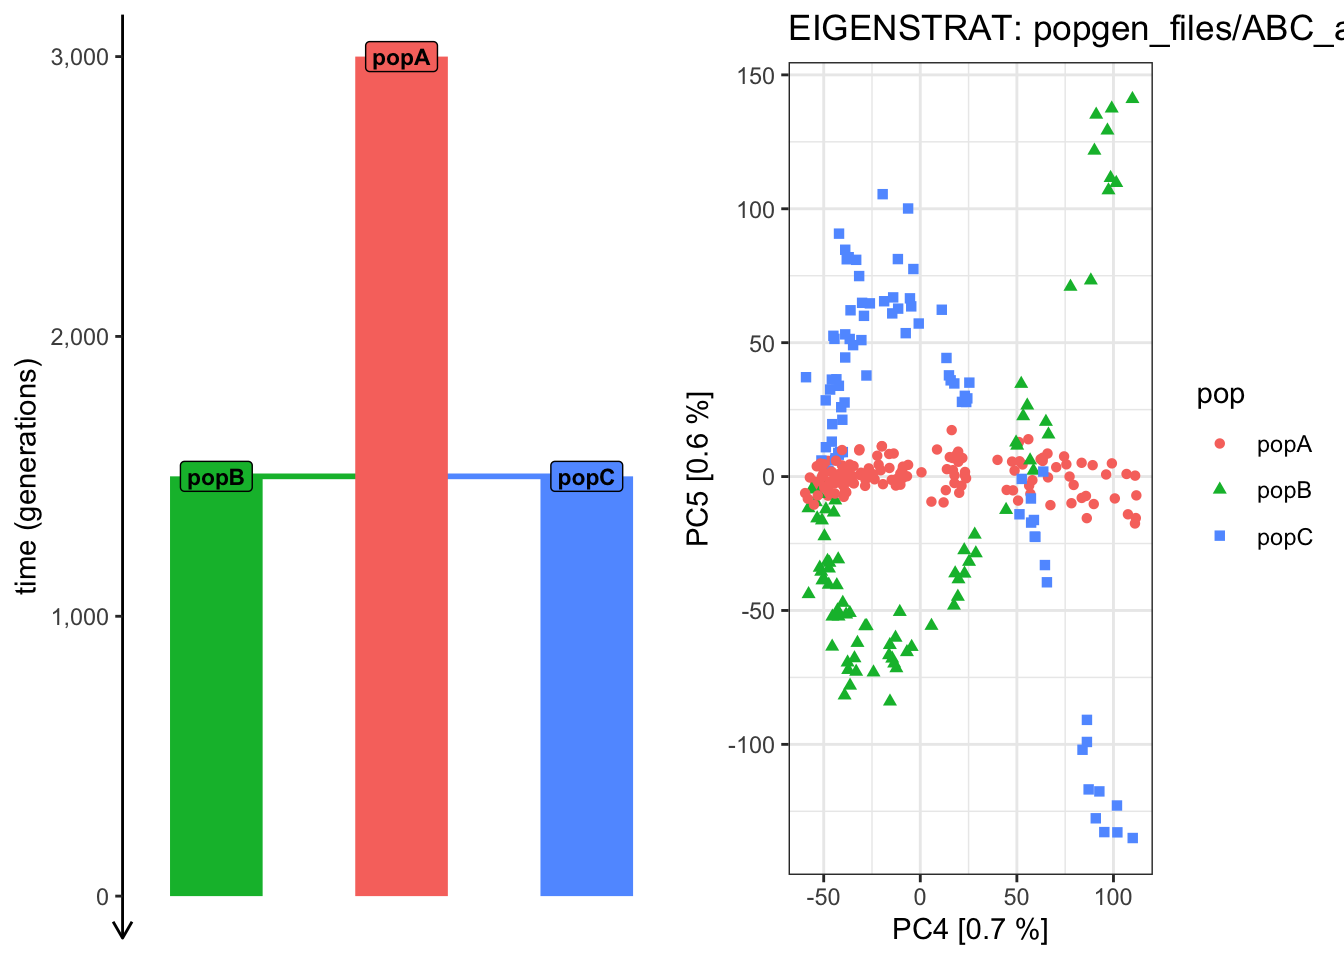 3,000
2,000
1,000
0
time (generations)
popA
popB
popC
EIGENSTRAT: popgen_files/ABC_a
150
100
50
0
-50
-100
PC5 [0.6 %]
-50 0 50 100
PC4 [0.7 %]
pop
popA
popB
popC